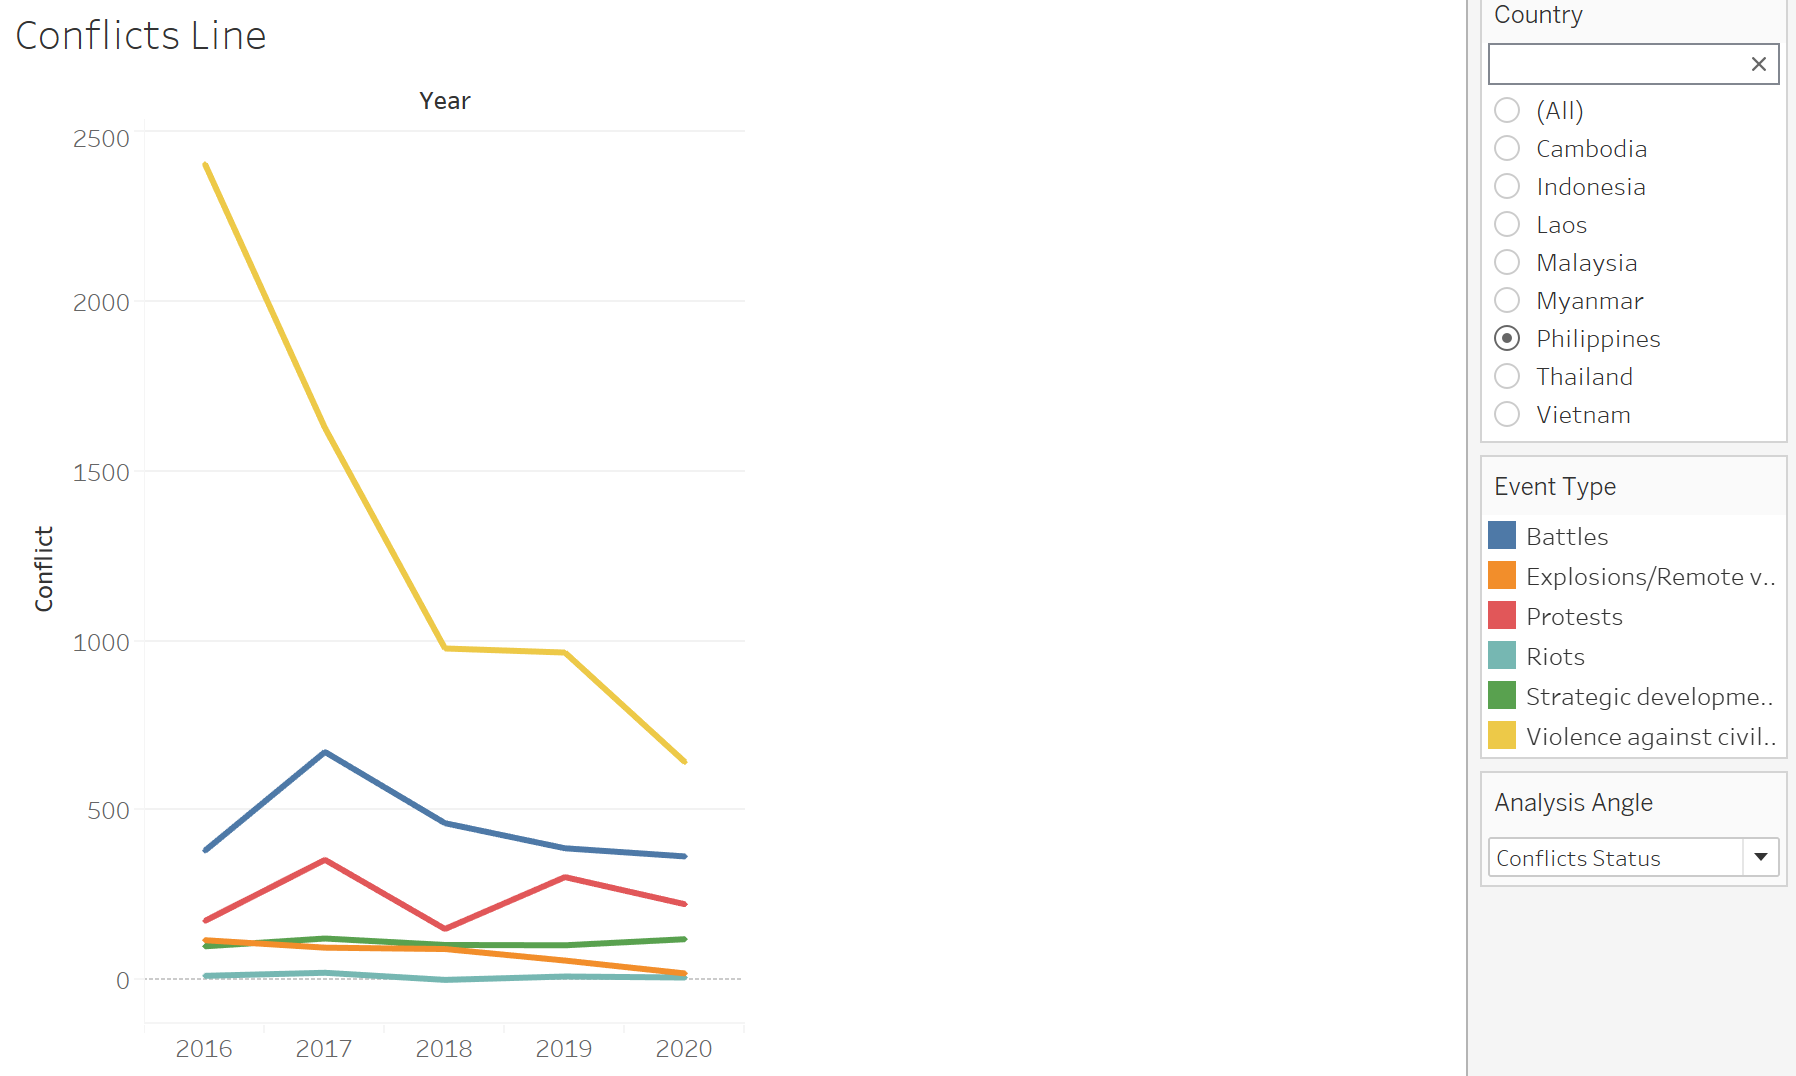 Conflicts Line
Year
2500
2000
1500
1000
500
0
Conflict
2016 2017 2018 2019 2020
Country
(All)
Cambodia
Indonesia
Laos
Malaysia
Myanmar
Philippines
Thailand
Vietnam
Event Type
Battles
Explosions/Remote v..
Protests
Riots
Strategic developme..
Violence against civil..
Analysis Angle
Conflicts Status